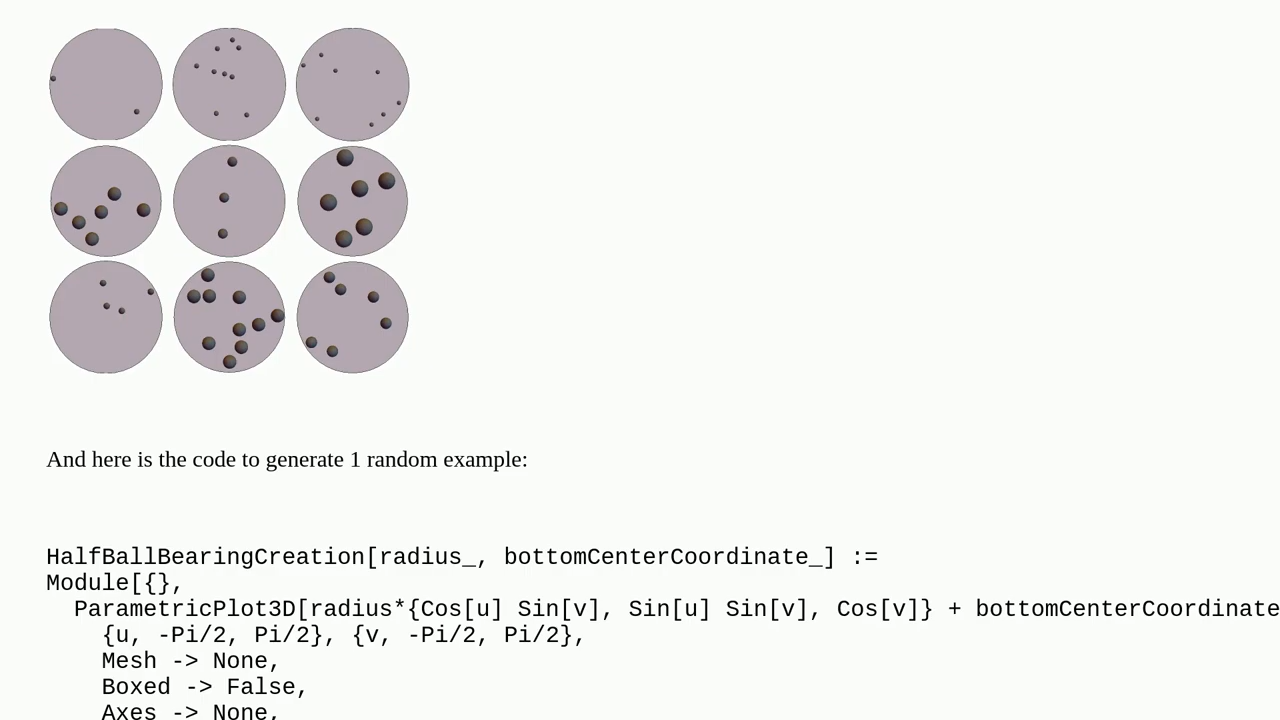 And here is the code to generate 1 random example:
HalfBallBearingCreation[radius_, bottomCenterCoordinate_] :=
Module[{},
ParametricPlot3D[radius*{Cos[u] Sin[v], Sin[u] Sin[v], Cos[v]} + bottomCenterCoordinate
{u, -Pi/2, Pi/2}, {v, -Pi/2, Pi/2},
Mesh -> None,
Boxed -> False,
Axes -> None,